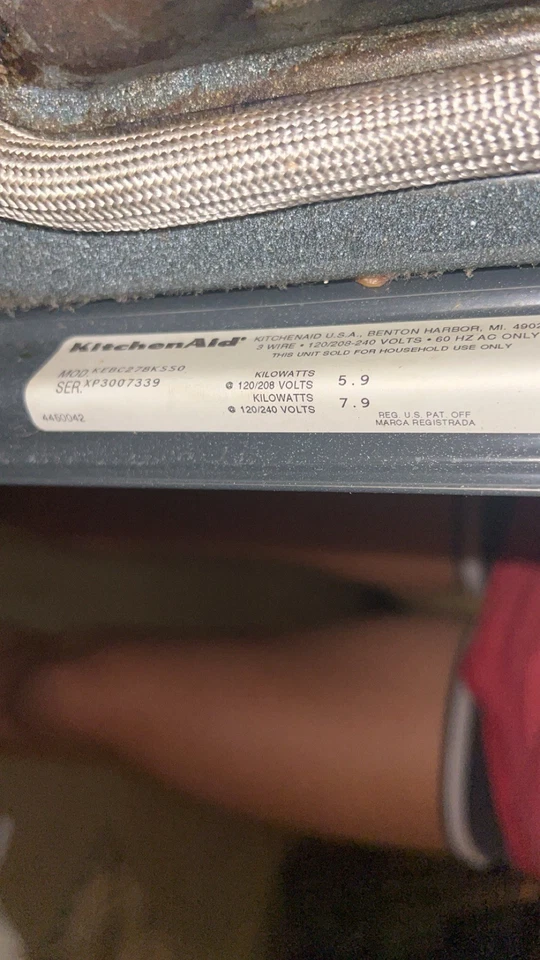 KitchenAid KITCHENAID U.S.A., BENTON HARBOR, MI. 4902
3 WIRE • 120/208-240 VOLTS • 60 HZ AC ONLY
THIS UNIT SOLD FOR HOUSEHOLD USE ONLY
MOD. KEBC278KSS0
SER. XP3007339
4450042
KILOWATTS
@ 120/208 VOLTS 5.9
KILOWATTS
@ 120/240 VOLTS 7.9
REG. U.S. PAT. OFF
MARCA REGISTRADA